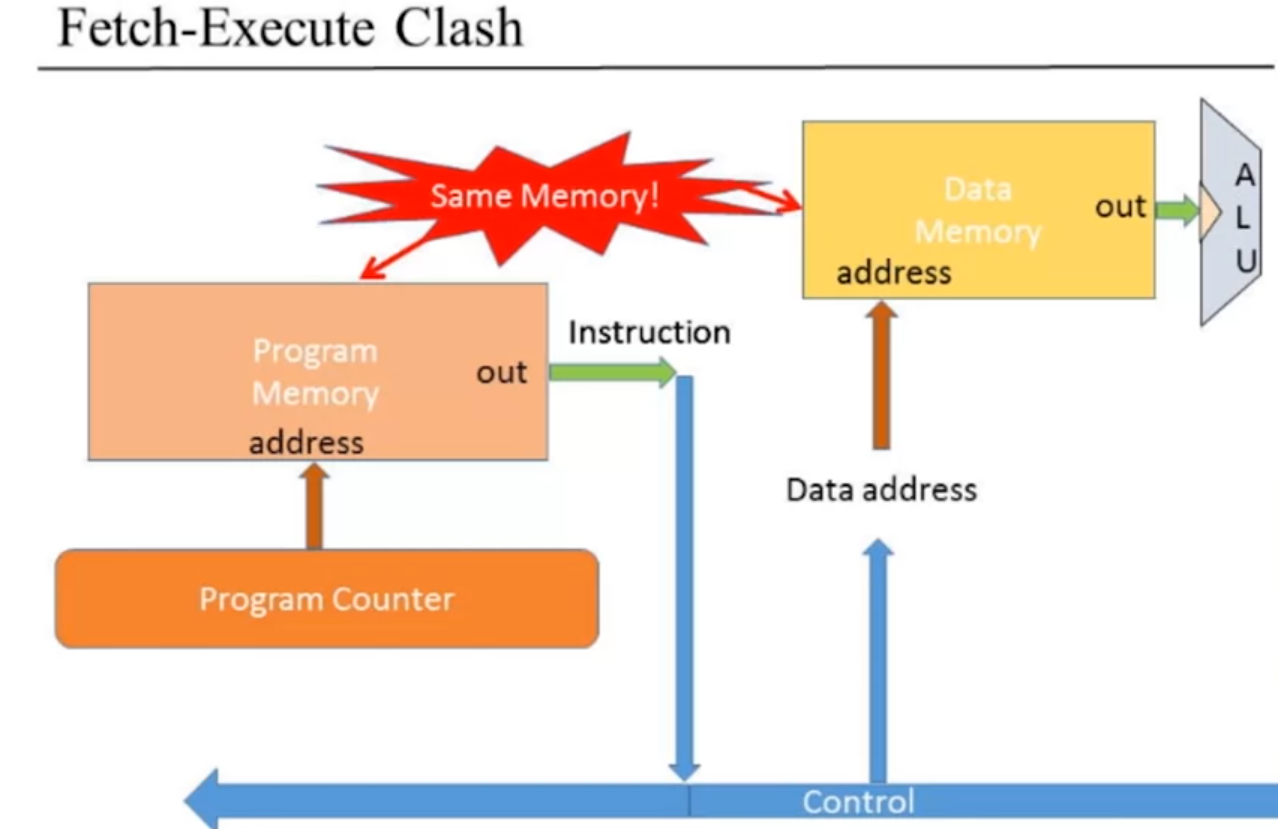 Fetch-Execute Clash
Same Memory!
Data
Memory
out
address
A
L
U
Program
Memory
out
address
Instruction
Data address
Program Counter
Control